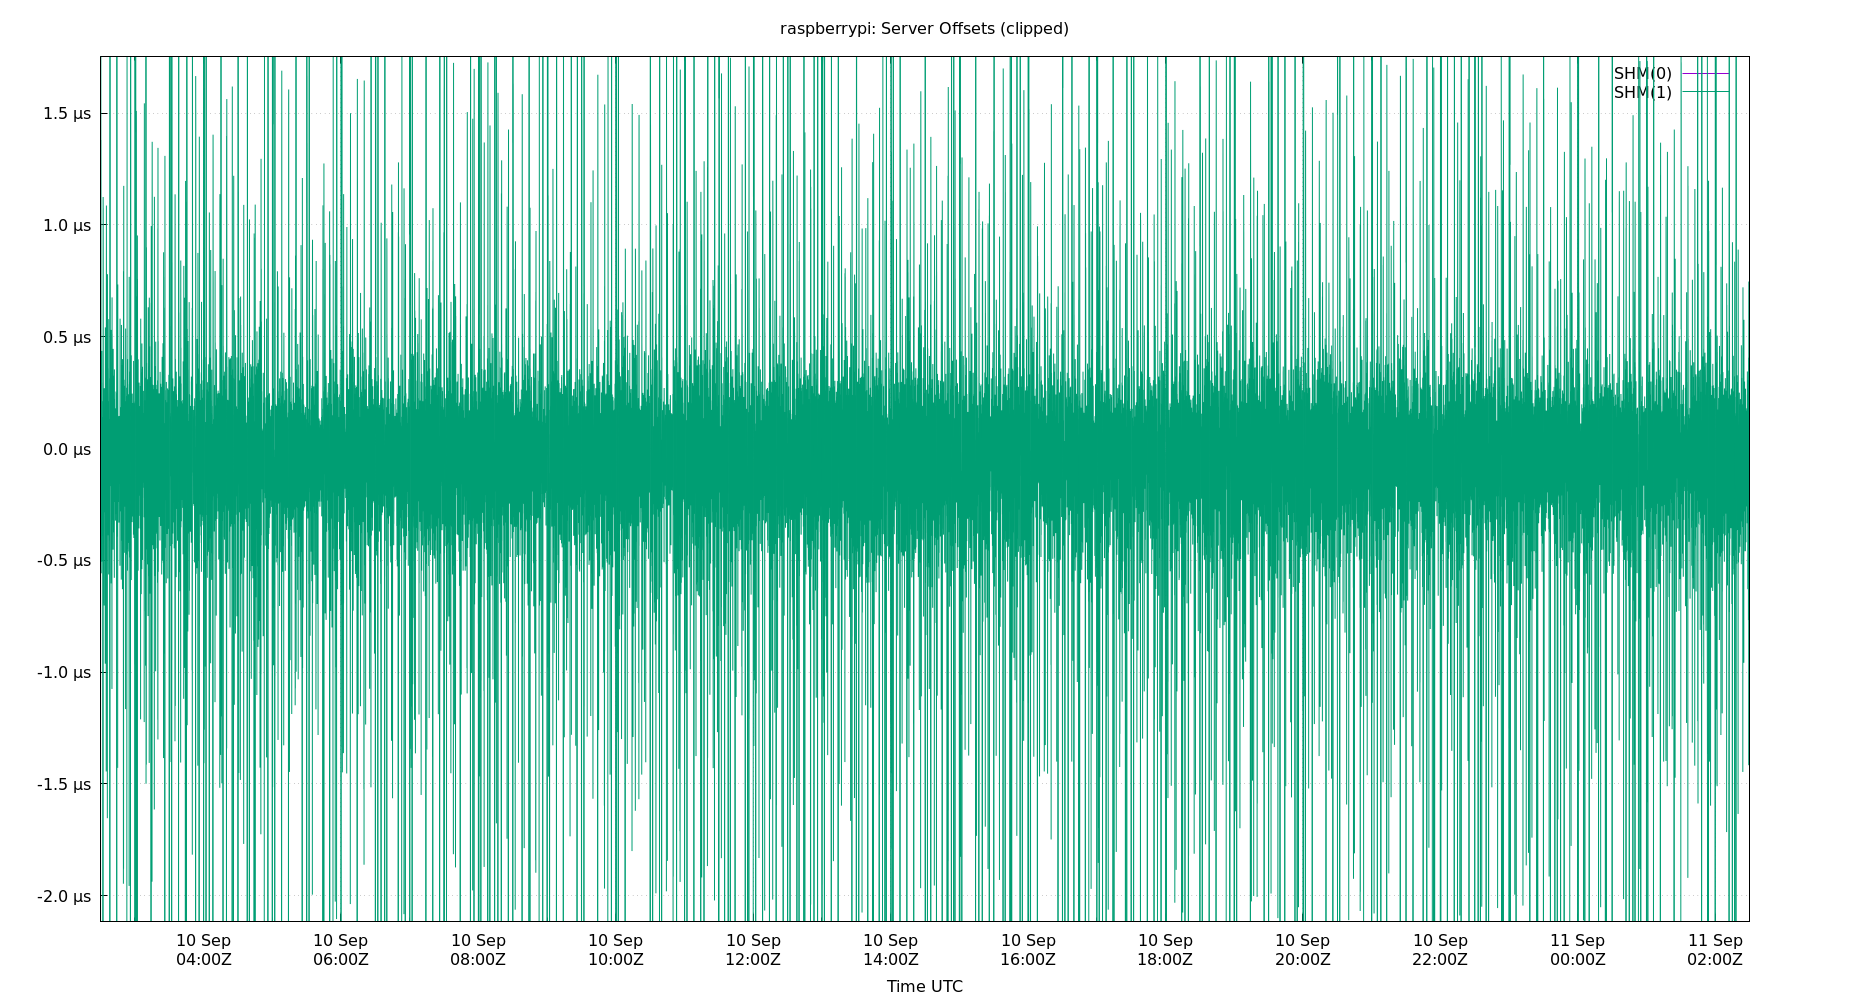 raspberrypi: Server Offsets (clipped)
SHM(0)
SHM(1)
1.5 µs
1.0 µs
0.5 µs
0.0 µs
-0.5 µs
-1.0 µs
-1.5 µs
-2.0 µs
10 Sep 10 Sep 10 Sep 10 Sep 10 Sep 10 Sep 10 Sep 10 Sep 10 Sep 10 Sep 11 Sep 11 Sep
04:00Z 06:00Z 08:00Z 10:00Z 12:00Z 14:00Z 16:00Z 18:00Z 20:00Z 22:00Z 00:00Z 02:00Z
Time UTC